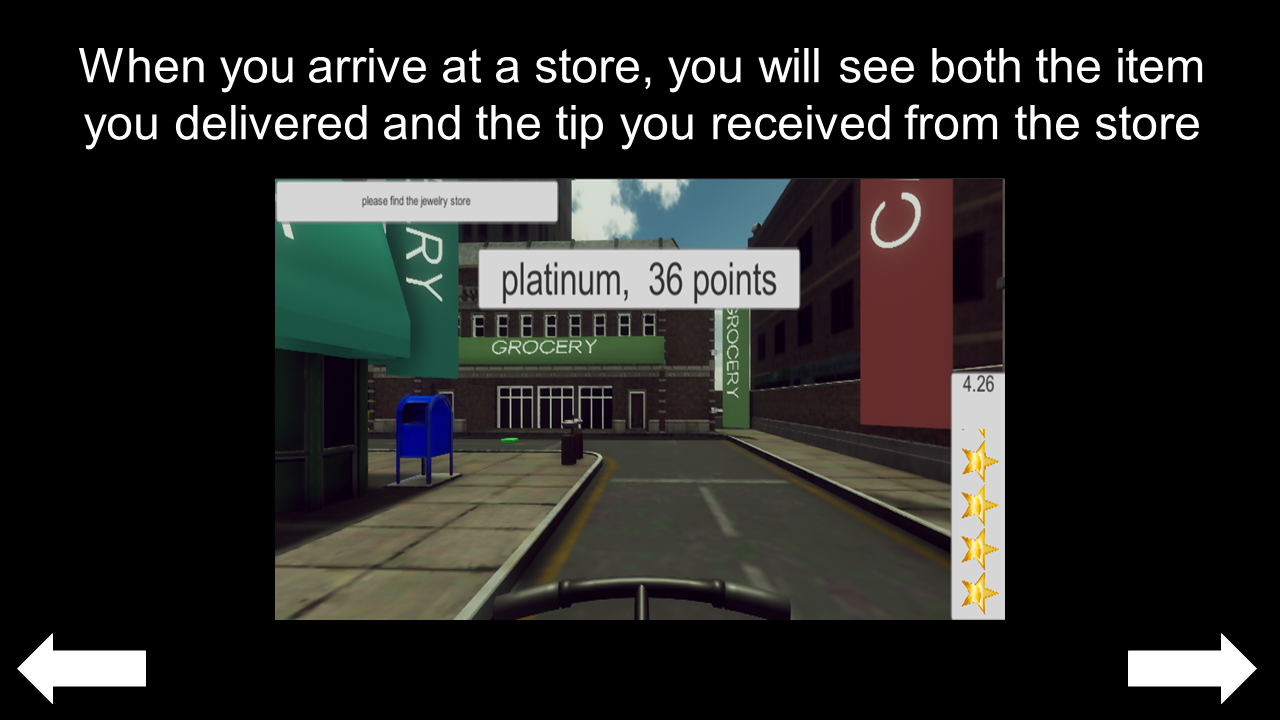 When you arrive at a store, you will see both the item
you delivered and the tip you received from the store
please find the jewelry store
RY
C
platinum, 36 points
GROCERY
GROCERY
4.26